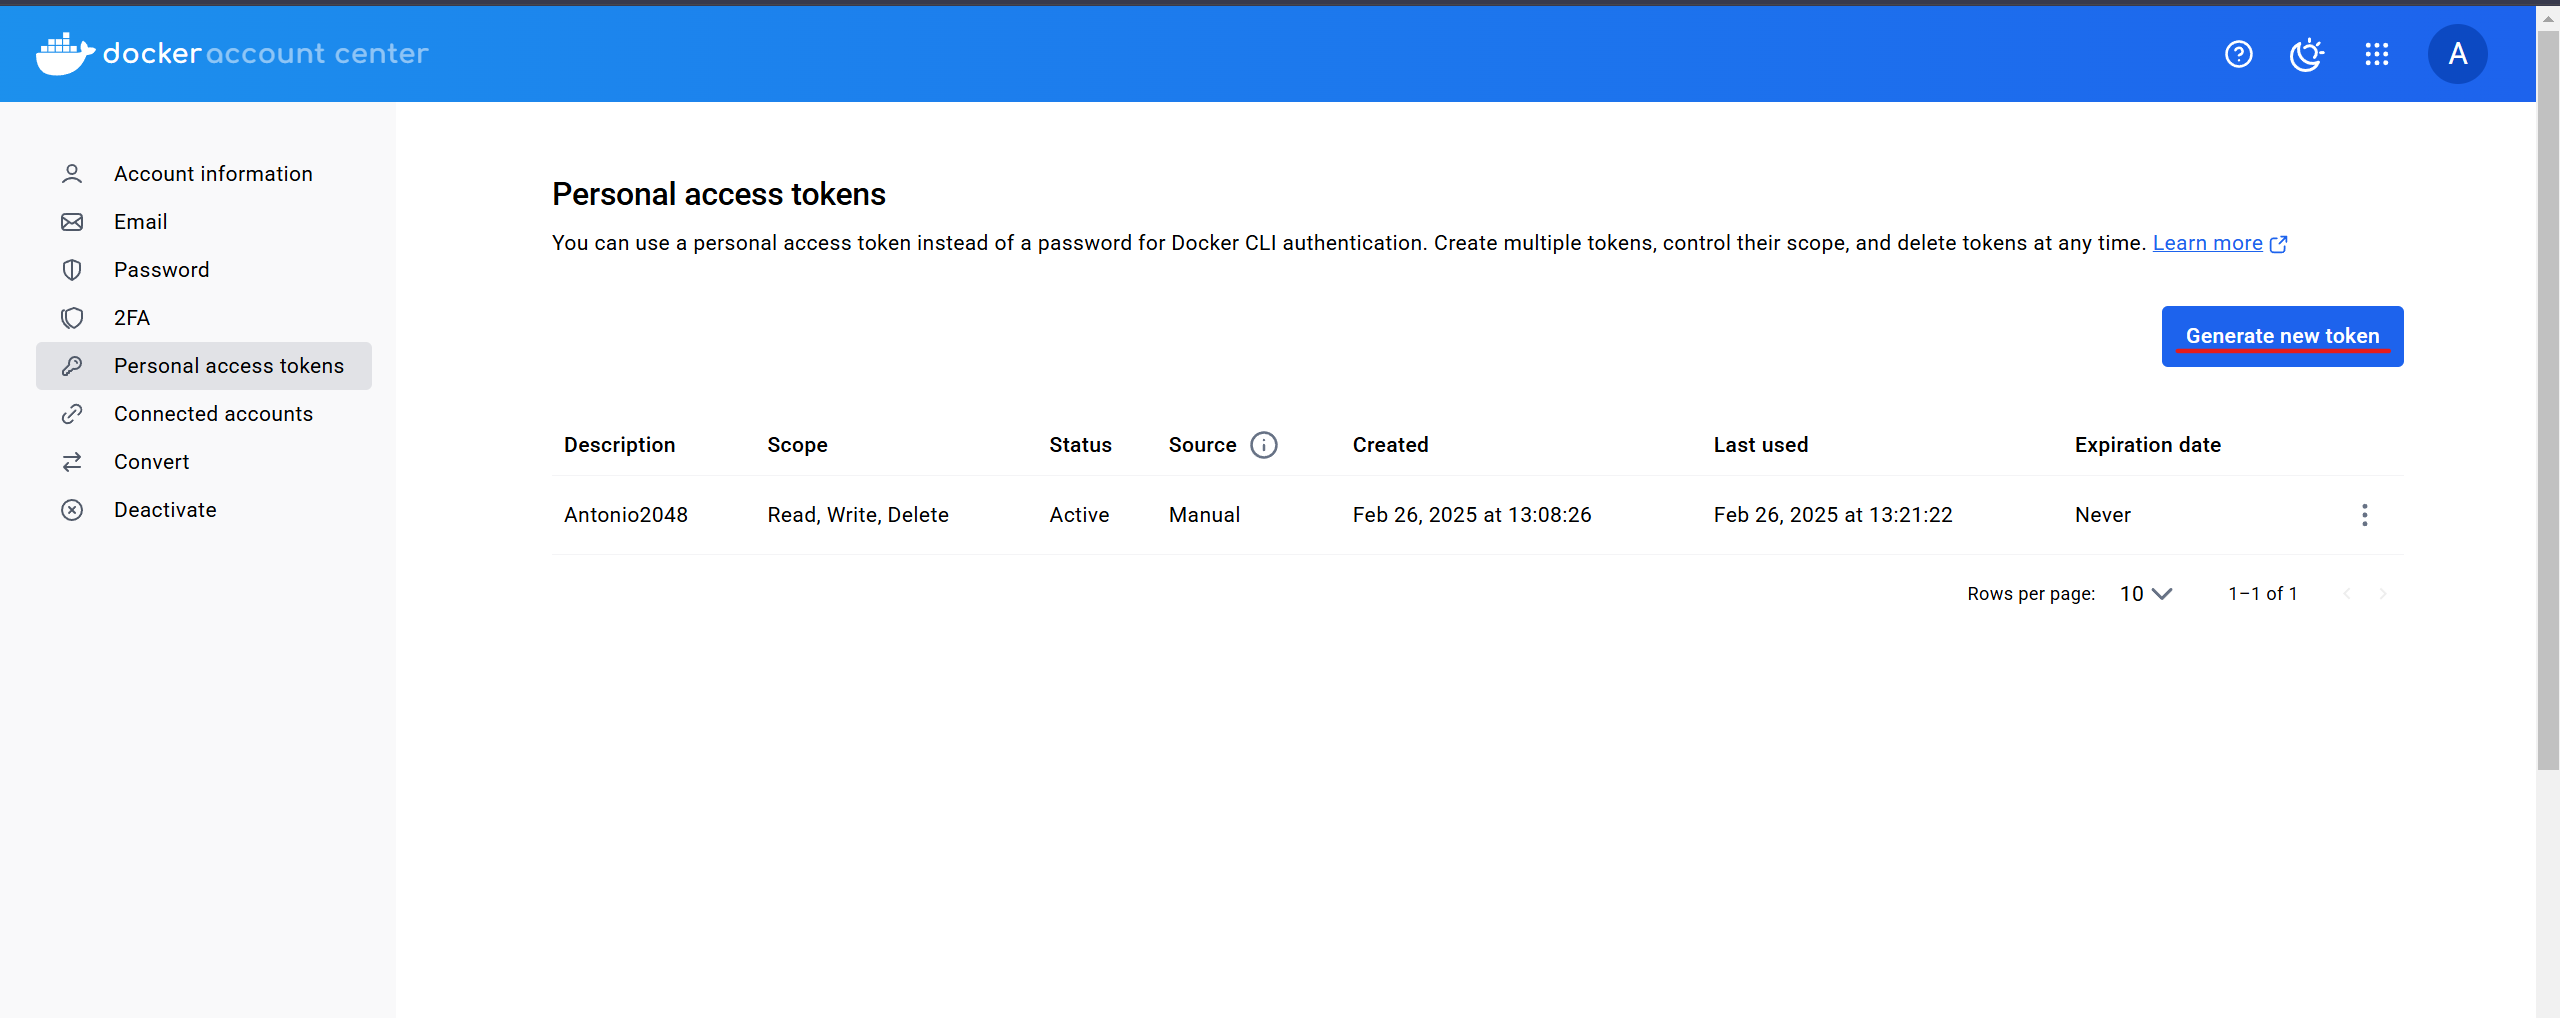 docker account center
A
Account information
Email
Password
2FA
Personal access tokens
Connected accounts
Convert
Deactivate
Personal access tokens
You can use a personal access token instead of a password for Docker CLI authentication. Create multiple tokens, control their scope, and delete tokens at any time. Learn more
Generate new token
Description Scope Status Source Created Last used Expiration date
Antonio2048 Read, Write, Delete Active Manual Feb 26, 2025 at 13:08:26 Feb 26, 2025 at 13:21:22 Never
Rows per page: 10 1–1 of 1